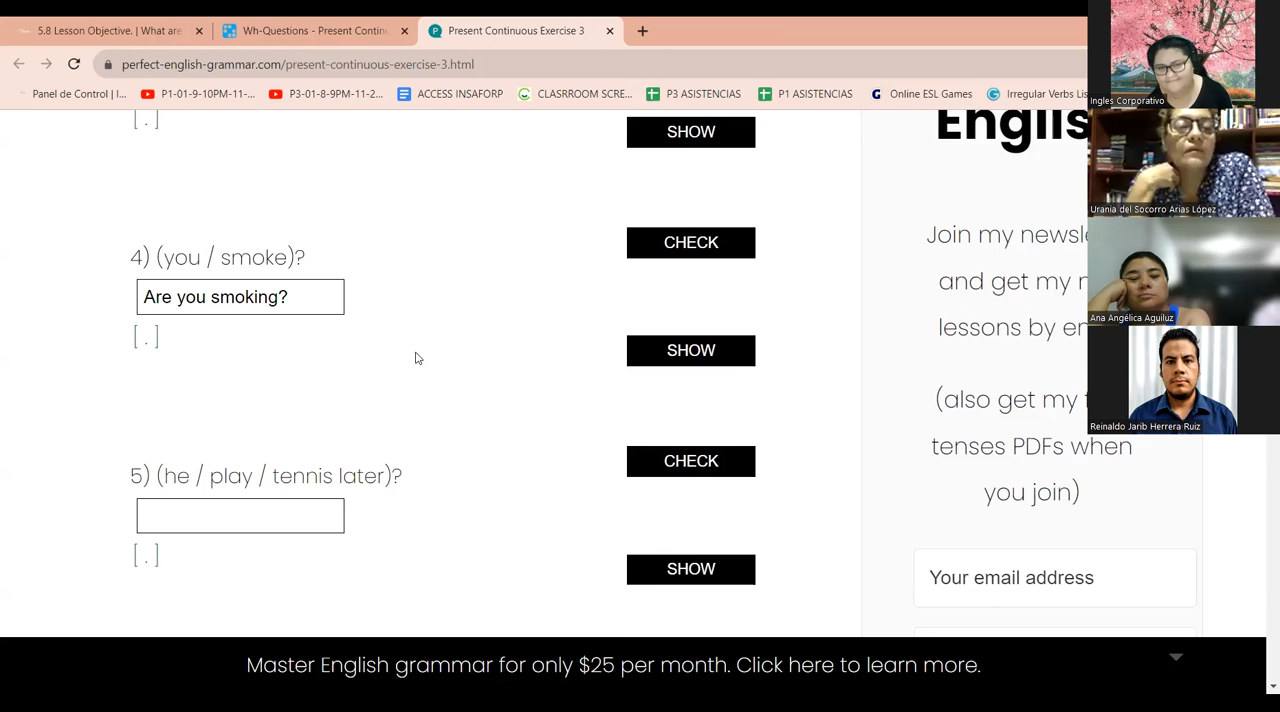 5.8 Lesson Objective. | What are
Wh-Questions - Present Contin
Present Continuous Exercise 3
perfect-english-grammar.com/present-continuous-exercise-3.html
Panel de Control | I...
P1-01-9-10PM-11-...
P3-01-8-9PM-11-2...
ACCESS INSAFORP
CLASRROOM SCRE...
P3 ASISTENCIAS
P1 ASISTENCIAS
Online ESL Games
Irregular Verbs Lis
[ . ]
SHOW
4) (you / smoke)?
Are you smoking?
[ . ]
CHECK
SHOW
5) (he / play / tennis later)?
[ . ]
CHECK
SHOW
English
Join my newsle
and get my n
lessons by em
(also get my f
tenses PDFs when
you join)
Your email address
Master English grammar for only $25 per month. Click here to learn more.
Ingles Corporativo
Urania del Socorro Arias López
Ana Angélica Aguiluz
Reinaldo Jarib Herrera Ruiz